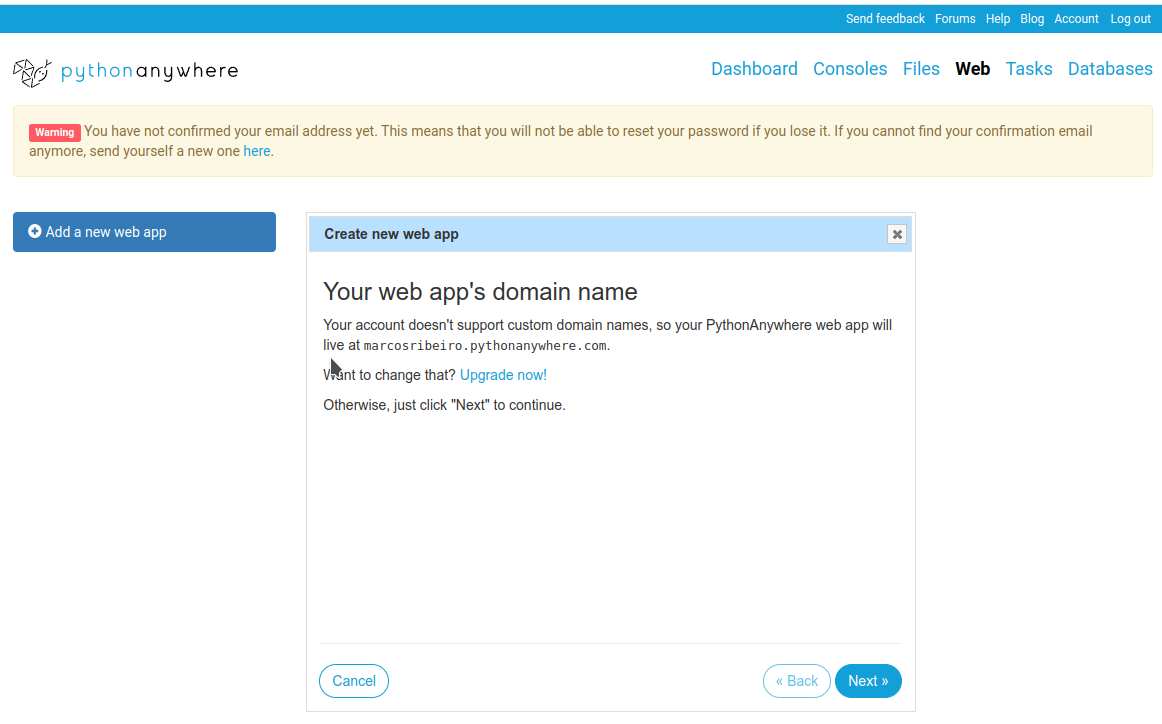 Send feedback Forums Help Blog Account Log out
pythonanywhere
Dashboard Consoles Files Web Tasks Databases
Warning You have not confirmed your email address yet. This means that you will not be able to reset your password if you lose it. If you cannot find your confirmation email
anymore, send yourself a new one here.
Add a new web app
Create new web app
Your web app's domain name
Your account doesn't support custom domain names, so your PythonAnywhere web app will
live at marcosribeiro.pythonanywhere.com.
Want to change that? Upgrade now!
Otherwise, just click "Next" to continue.
Cancel
« Back
Next »